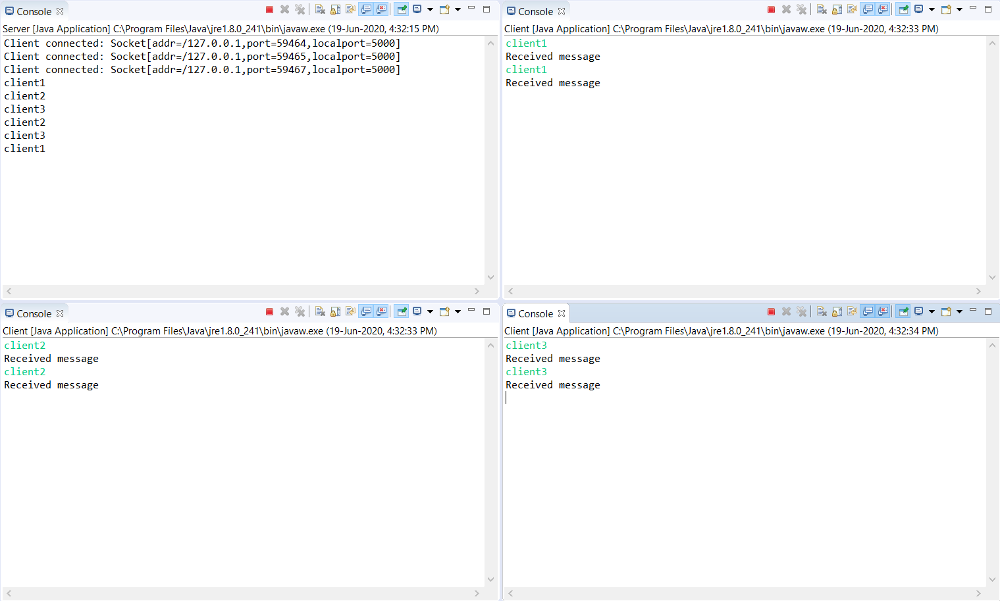 Console
Server [Java Application] C:\Program Files\Java\jre1.8.0_241\bin\javaw.exe (19-Jun-2020, 4:32:15 PM)
Client connected: Socket[addr=/127.0.0.1,port=59464,localport=5000]
Client connected: Socket[addr=/127.0.0.1,port=59465,localport=5000]
Client connected: Socket[addr=/127.0.0.1,port=59467,localport=5000]
client1
client2
client3
client2
client3
client1
Console
Client [Java Application] C:\Program Files\Java\jre1.8.0_241\bin\javaw.exe (19-Jun-2020, 4:32:33 PM)
client1
Received message
client1
Received message
Console
Client [Java Application] C:\Program Files\Java\jre1.8.0_241\bin\javaw.exe (19-Jun-2020, 4:32:33 PM)
client2
Received message
client2
Received message
Console
Client [Java Application] C:\Program Files\Java\jre1.8.0_241\bin\javaw.exe (19-Jun-2020, 4:32:34 PM)
client3
Received message
client3
Received message